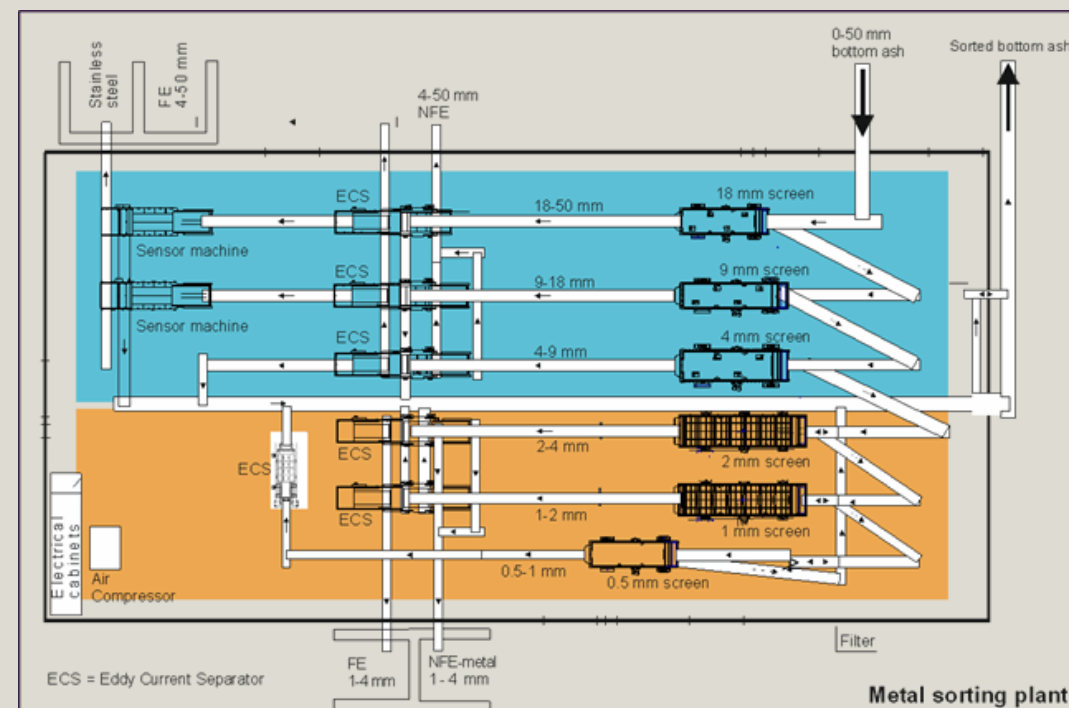 Stainless
steel
FE
4-50 mm
4-50 mm
NFE
0-50 mm
bottom ash
Sorted bottom ash
ECS
18-50 mm
18 mm screen
Sensor machine
ECS
9-18 mm
9 mm screen
Sensor machine
ECS
4-9 mm
4 mm screen
ECS
2-4 mm
2 mm screen
ECS
ECS
1-2 mm
1 mm screen
Electrical
cabinets
Air
Compressor
0.5-1 mm
0.5 mm screen
Filter
FE
1-4 mm
NFE-metal
1 - 4 mm
ECS = Eddy Current Separator
Metal sorting plant